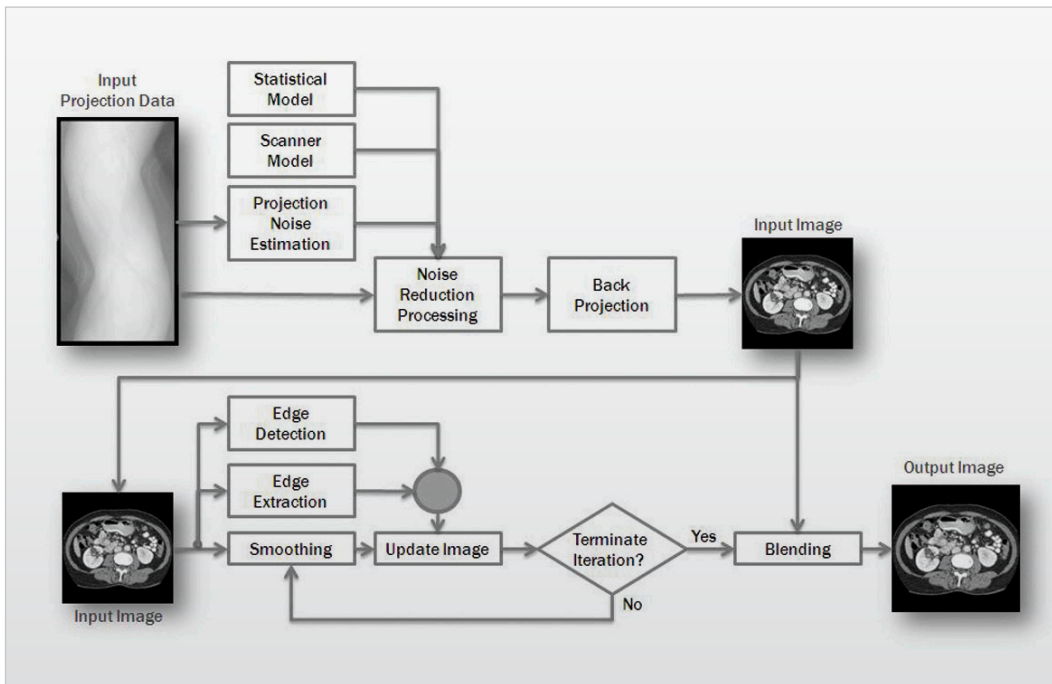 Input
Projection Data
Statistical
Model
Scanner
Model
Projection
Noise
Estimation
Noise
Reduction
Processing
Back
Projection
Input Image
Edge
Detection
Edge
Extraction
Smoothing
Update Image
Terminate
Iteration?
Yes
No
Blending
Output Image
Input Image